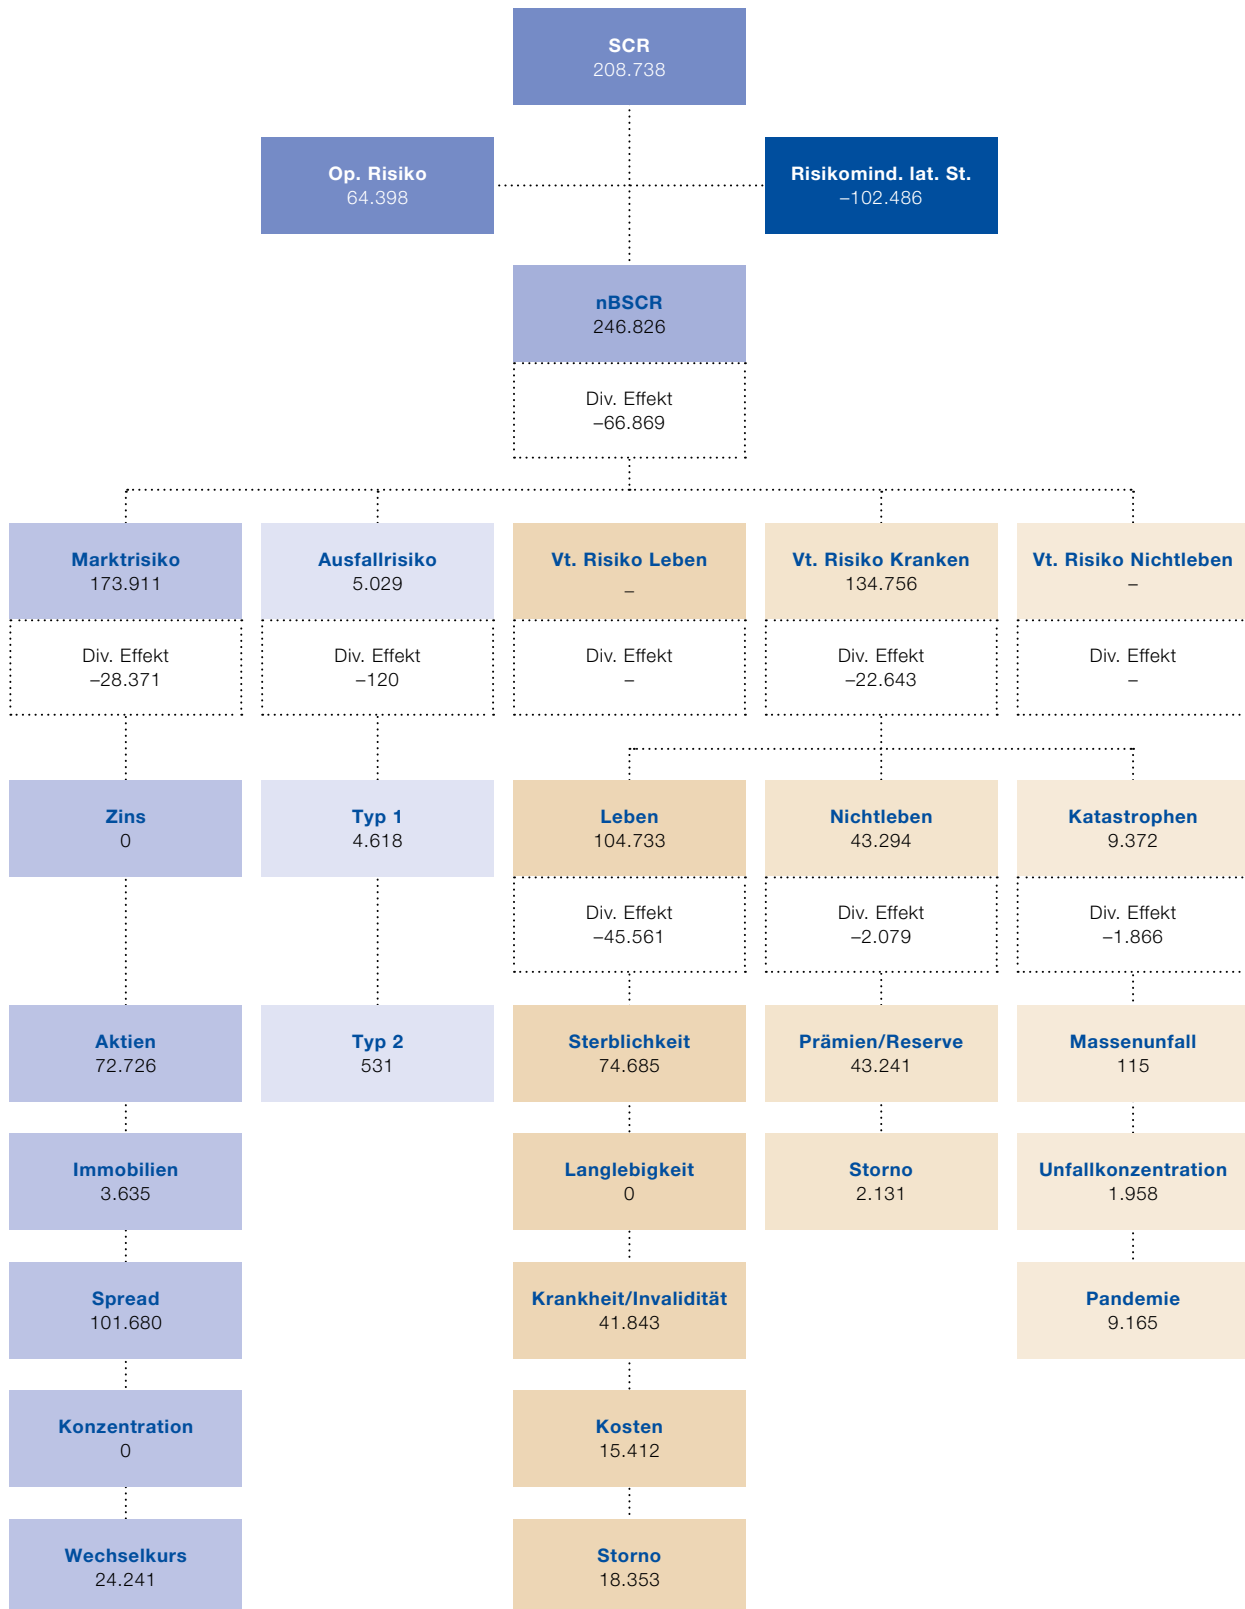 SCR
208.738
Op. Risiko
64.398
Risikomind. lat. St.
–102.486
nBSCR
246.826
Div. Effekt
–66.869
Marktrisiko
173.911
Div. Effekt
–28.371
Ausfallrisiko
5.029
Div. Effekt
–120
Vt. Risiko Leben
–
Div. Effekt
–
Vt. Risiko Kranken
134.756
Div. Effekt
–22.643
Vt. Risiko Nichtleben
–
Div. Effekt
–
Zins
0
Typ 1
4.618
Leben
104.733
Div. Effekt
–45.561
Nichtleben
43.294
Div. Effekt
–2.079
Katastrophen
9.372
Div. Effekt
–1.866
Aktien
72.726
Typ 2
531
Sterblichkeit
74.685
Prämien/Reserve
43.241
Massenunfall
115
Immobilien
3.635
Langlebigkeit
0
Storno
2.131
Unfallkonzentration
1.958
Spread
101.680
Krankheit/Invalidität
41.843
Pandemie
9.165
Konzentration
0
Kosten
15.412
Wechselkurs
24.241
Storno
18.353